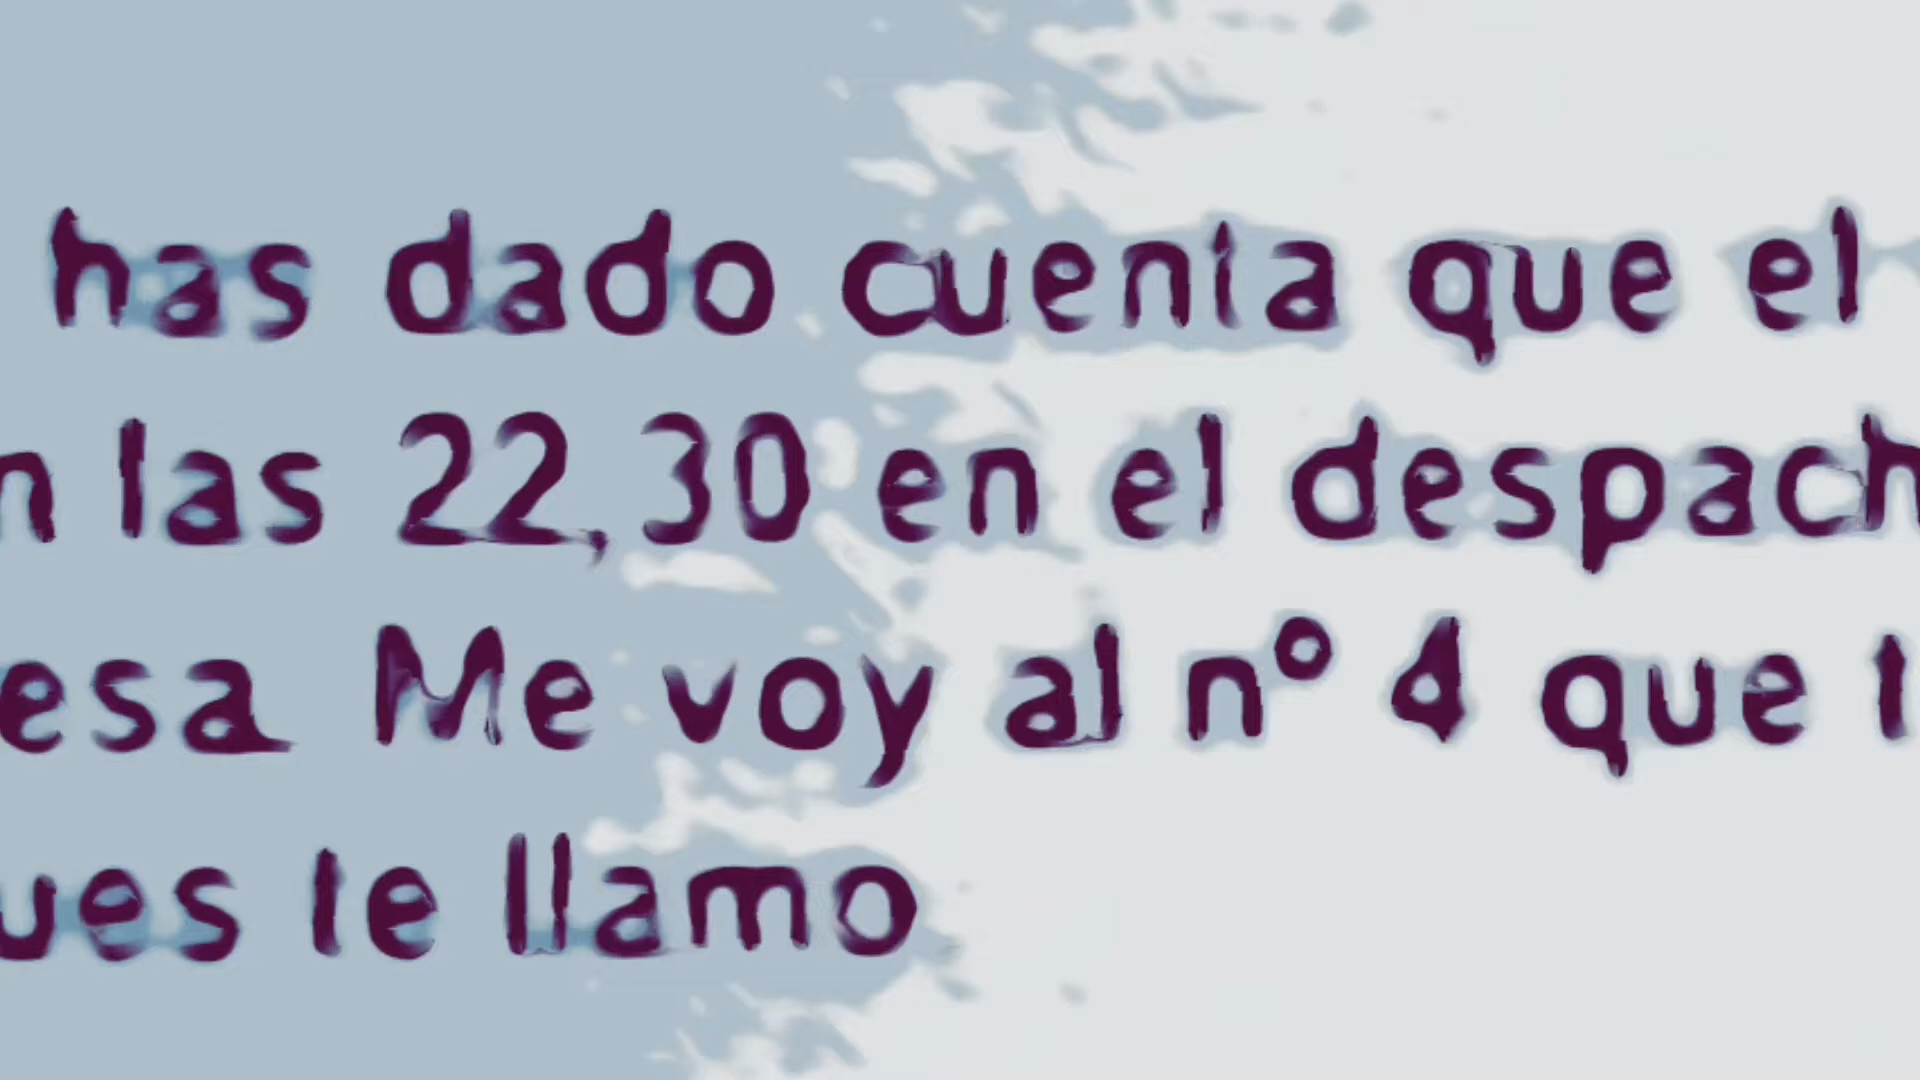 has dado cuenta que el
n las 22,30 en el despach
esa Me voy al nº 4 que t
ues te llamo